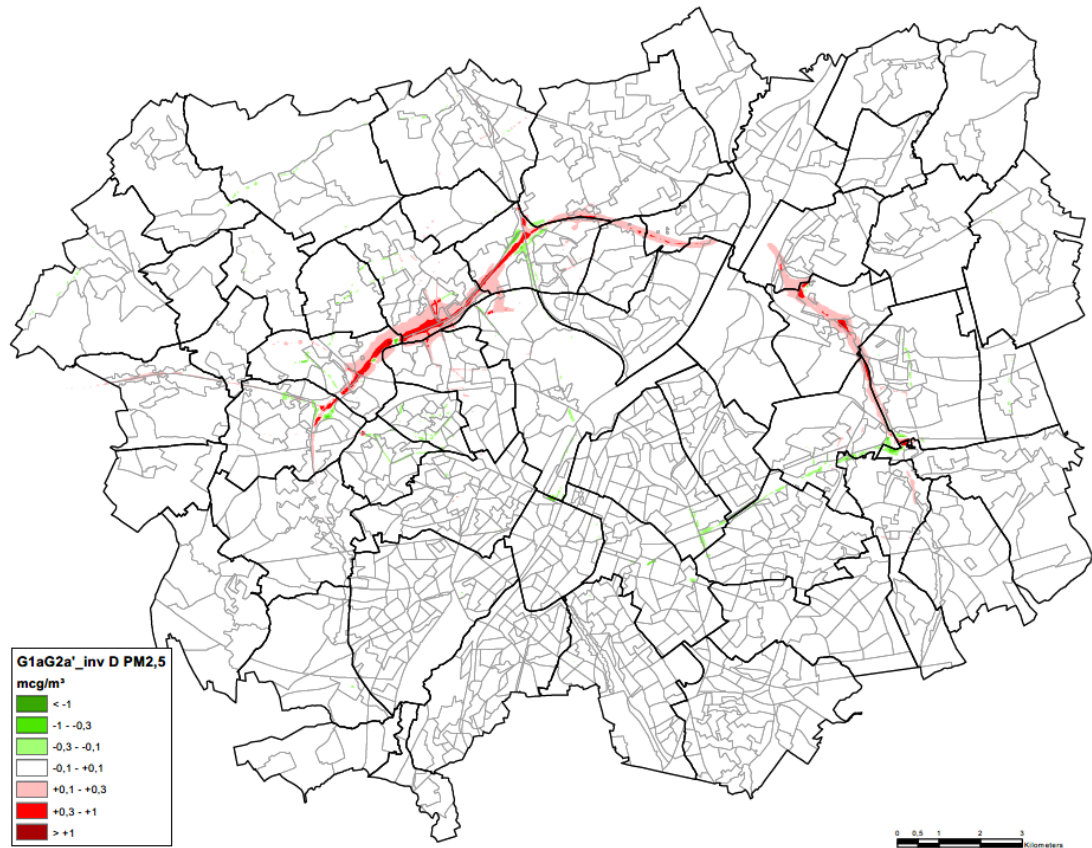 G1aG2a'_inv D PM2,5
mcg/m³
< -1
-1 - -0,3
-0,3 - -0,1
-0,1 - +0,1
+0,1 - +0,3
+0,3 - +1
> +1
0 0,5 1 2 3
Kilometers